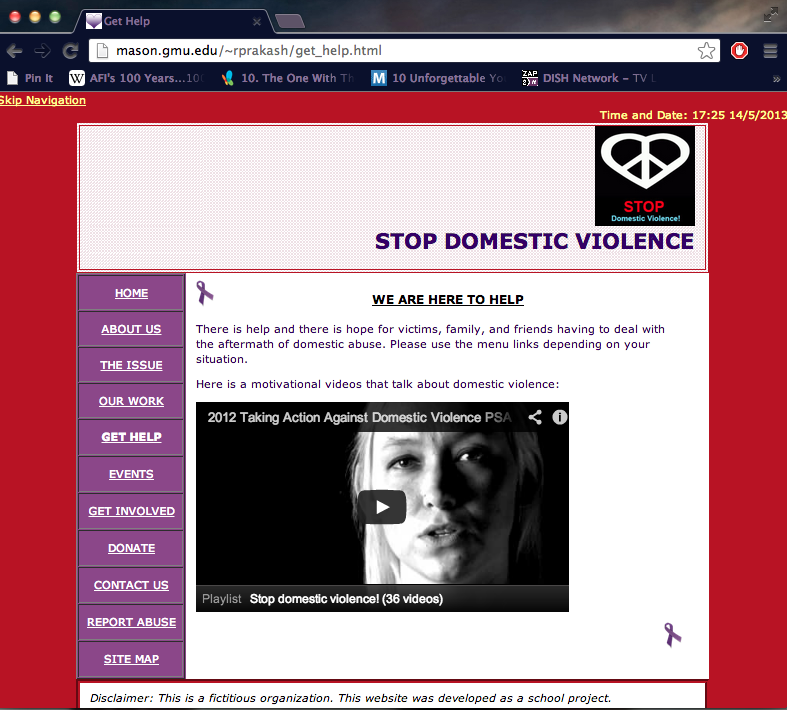 Get Help
mason.gmu.edu/~rprakash/get_help.html
Pin It W AFI's 100 Years...100 10. The One With Th M 10 Unforgettable Yo ZAP 2it DISH Network – TV L »
Skip Navigation
Time and Date: 17:25 14/5/2013
STOP
Domestic Violence!
STOP DOMESTIC VIOLENCE
HOME
ABOUT US
THE ISSUE
OUR WORK
GET HELP
EVENTS
GET INVOLVED
DONATE
CONTACT US
REPORT ABUSE
SITE MAP
WE ARE HERE TO HELP
There is help and there is hope for victims, family, and friends having to deal with
the aftermath of domestic abuse. Please use the menu links depending on your
situation.
Here is a motivational videos that talk about domestic violence:
2012 Taking Action Against Domestic Violence PSA
Playlist Stop domestic violence! (36 videos)
Disclaimer: This is a fictitious organization. This website was developed as a school project.